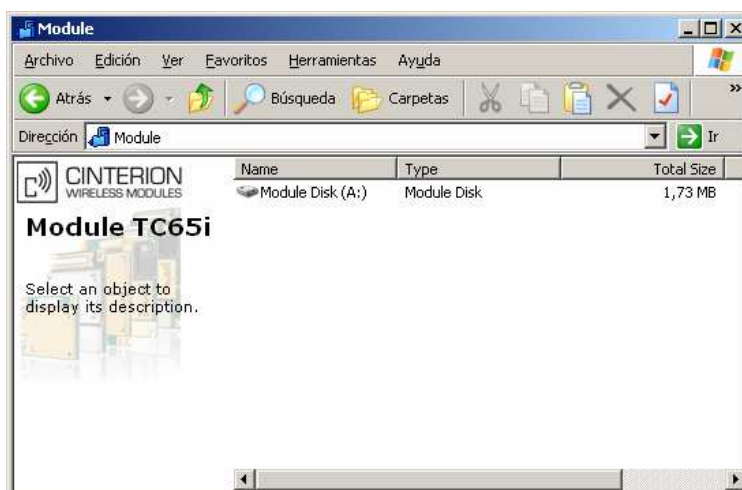 Module
Archivo Edición Ver Favoritos Herramientas Ayuda
Atrás Búsqueda Carpetas »
Dirección Module Ir
CINTERION
WIRELESS MODULES
Module TC65i
Select an object to
display its description.
Name Type Total Size
Module Disk (A:) Module Disk 1,73 MB